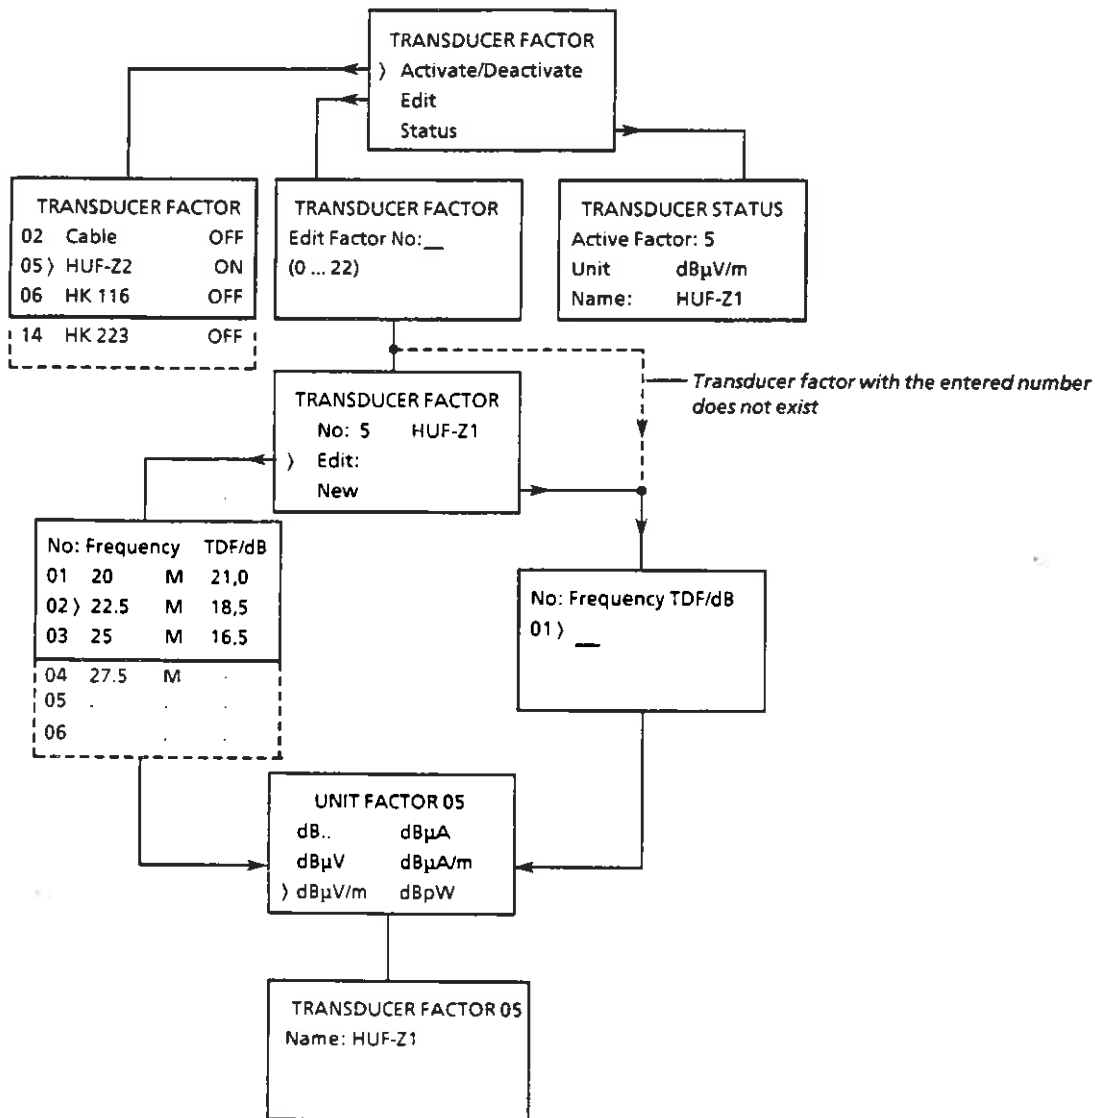 TRANSDUCER FACTOR
⟩ Activate/Deactivate
Edit
Status
TRANSDUCER FACTOR
02 Cable OFF
05 ⟩ HUF-Z2 ON
06 HK 116 OFF
14 HK 223 OFF
TRANSDUCER FACTOR
Edit Factor No:__
(0 ... 22)
TRANSDUCER STATUS
Active Factor: 5
Unit dBµV/m
Name: HUF-Z1
Transducer factor with the entered number
does not exist
TRANSDUCER FACTOR
No: 5 HUF-Z1
⟩ Edit:
New
No: Frequency TDF/dB
01 20 M 21,0
02 ⟩ 22.5 M 18,5
03 25 M 16.5
04 27.5 M .
05 . . .
06 . .
No: Frequency TDF/dB
01 ⟩ __
UNIT FACTOR 05
dB.. dBµA
dBµV dBµA/m
⟩ dBµV/m dBpW
TRANSDUCER FACTOR 05
Name: HUF-Z1